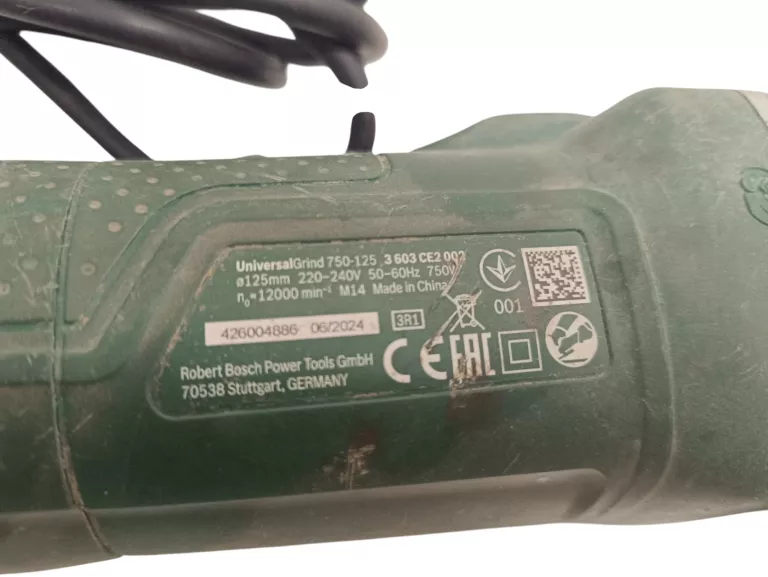 UniversalGrind 750-125 3 603 CE2 002
ø125mm 220-240V 50-60Hz 750W
n₀=12000 min⁻¹ M14 Made in China
426004886 06/2024
3R1
001
Robert Bosch Power Tools GmbH
70538 Stuttgart, GERMANY
CE EAC